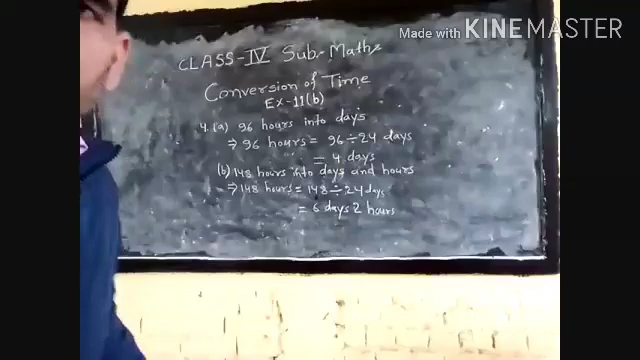 Made with KINEMASTER
CLASS-IV Sub.-Maths
Conversion of Time
Ex-11(b)
4. (a) 96 hours into days
⇒ 96 hours = 96 ÷ 24 days
= 4 days
(b) 148 hours into days and hours
⇒ 148 hours = 148 ÷ 24 days
= 6 days 2 hours